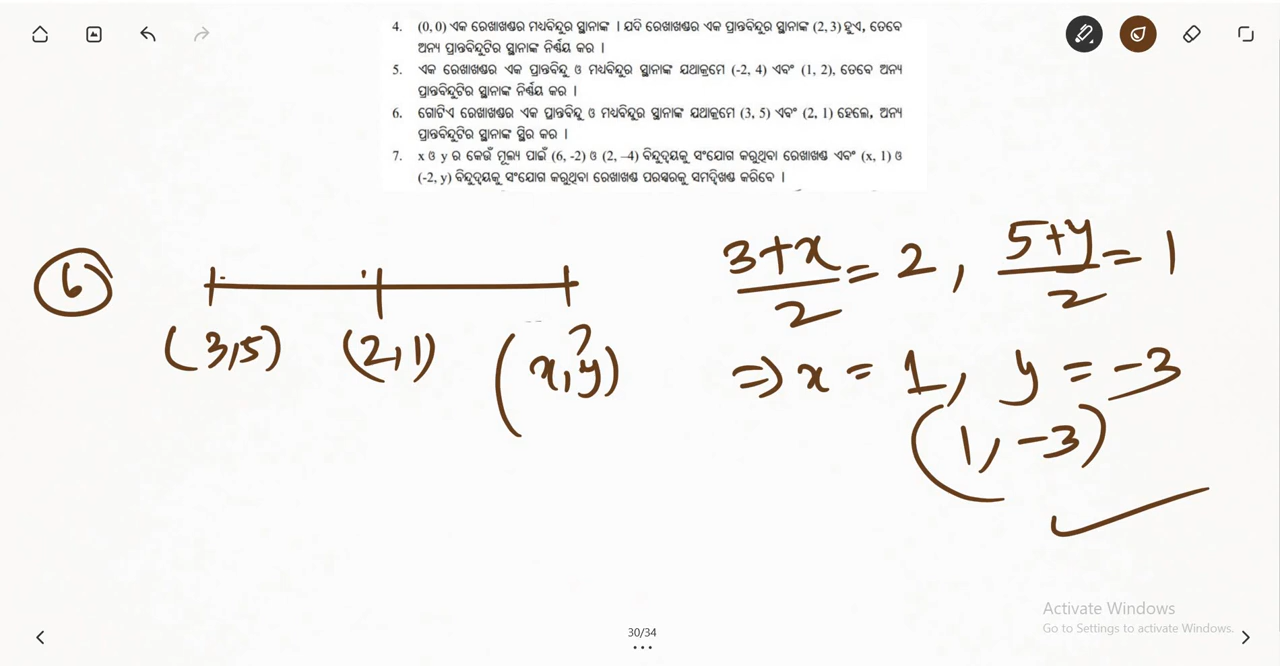 4. (0, 0) ଏକ ରେଖାଖଣ୍ଡର ମଧ୍ୟବିନ୍ଦୁର ସ୍ଥାନାଙ୍କ । ଯଦି ରେଖାଖଣ୍ଡର ଏକ ପ୍ରାନ୍ତବିନ୍ଦୁର ସ୍ଥାନାଙ୍କ (2, 3) ହୁଏ, ତେବେ
ଅନ୍ୟ ପ୍ରାନ୍ତବିନ୍ଦୁଟିର ସ୍ଥାନାଙ୍କ ନିର୍ଣ୍ଣୟ କର ।
5. ଏକ ରେଖାଖଣ୍ଡର ଏକ ପ୍ରାନ୍ତବିନ୍ଦୁ ଓ ମଧ୍ୟବିନ୍ଦୁର ସ୍ଥାନାଙ୍କ ଯଥାକ୍ରମେ (-2, 4) ଏବଂ (1, 2), ତେବେ ଅନ୍ୟ
ପ୍ରାନ୍ତବିନ୍ଦୁଟିର ସ୍ଥାନାଙ୍କ ନିର୍ଣ୍ଣୟ କର ।
6. ଗୋଟିଏ ରେଖାଖଣ୍ଡର ଏକ ପ୍ରାନ୍ତବିନ୍ଦୁ ଓ ମଧ୍ୟବିନ୍ଦୁର ସ୍ଥାନାଙ୍କ ଯଥାକ୍ରମେ (3, 5) ଏବଂ (2, 1) ହେଲେ, ଅନ୍ୟ
ପ୍ରାନ୍ତବିନ୍ଦୁଟିର ସ୍ଥାନାଙ୍କ ସ୍ଥିର କର ।
7. x ଓ y ର କେଉଁ ମୂଲ୍ୟ ପାଇଁ (6, -2) ଓ (2, –4) ବିନ୍ଦୁଦ୍ୱୟକୁ ସଂଯୋଗ କରୁଥିବା ରେଖାଖଣ୍ଡ ଏବଂ (x, 1) ଓ
(-2, y) ବିନ୍ଦୁଦ୍ୱୟକୁ ସଂଯୋଗ କରୁଥିବା ରେଖାଖଣ୍ଡ ପରସ୍ପରକୁ ସମଦ୍ୱିଖଣ୍ଡ କରିବେ ।
6
(3,5) (2,1) (x,y) ?
(3+x)/2 = 2, (5+y)/2 = 1
⇒ x = 1, y = -3
(1, -3)
Activate Windows
Go to Settings to activate Windows.
30/34